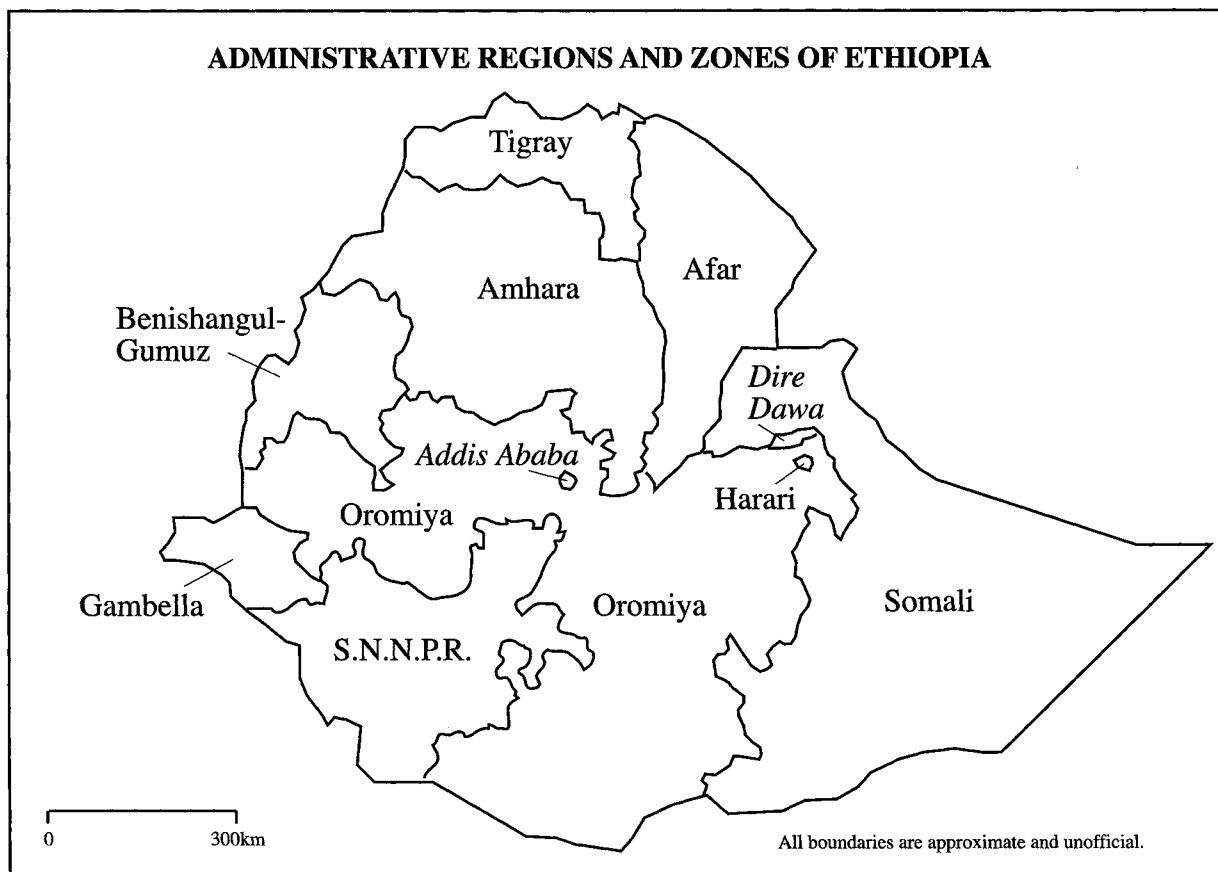 ADMINISTRATIVE REGIONS AND ZONES OF ETHIOPIA
Tigray
Afar
Amhara
Benishangul-
Gumuz
Dire
Dawa
Addis Ababa
Harari
Oromiya
Gambella
Oromiya
Somali
S.N.N.P.R.
0
300km
All boundaries are approximate and unofficial.